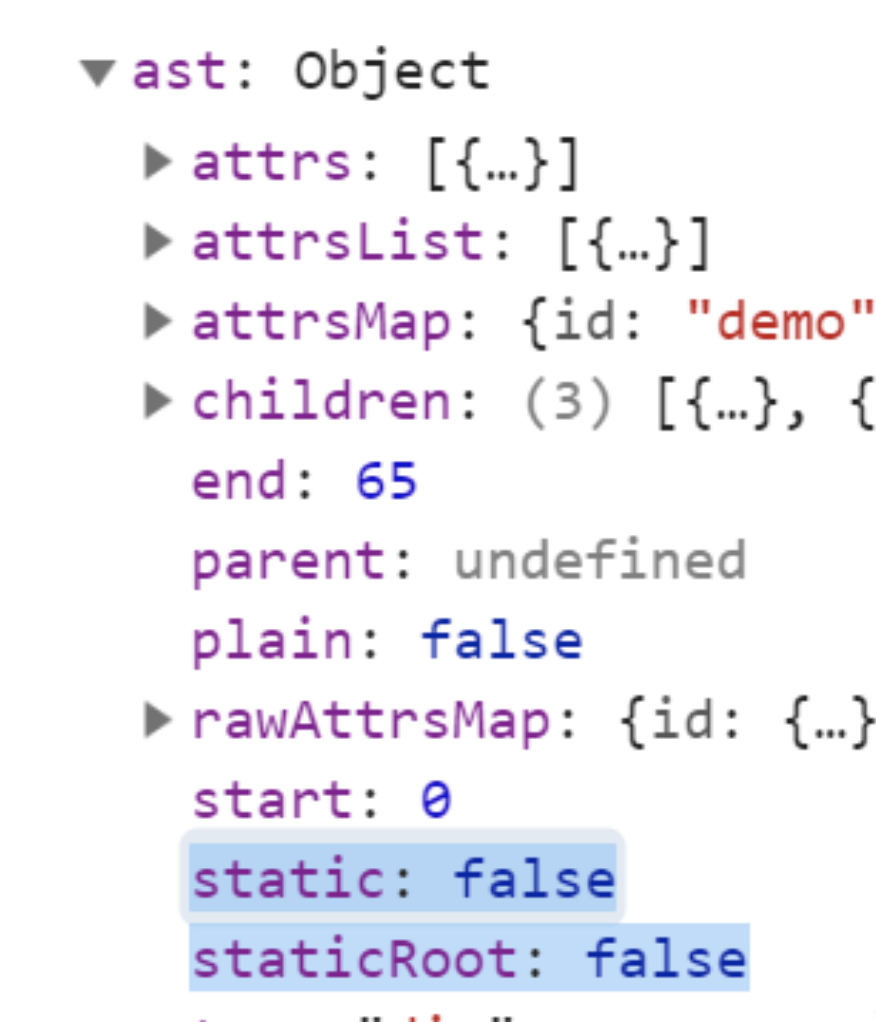 ast: Object
attrs: [{…}]
attrsList: [{…}]
attrsMap: {id: "demo"
children: (3) [{…}, {
end: 65
parent: undefined
plain: false
rawAttrsMap: {id: {…}
start: 0
static: false
staticRoot: false